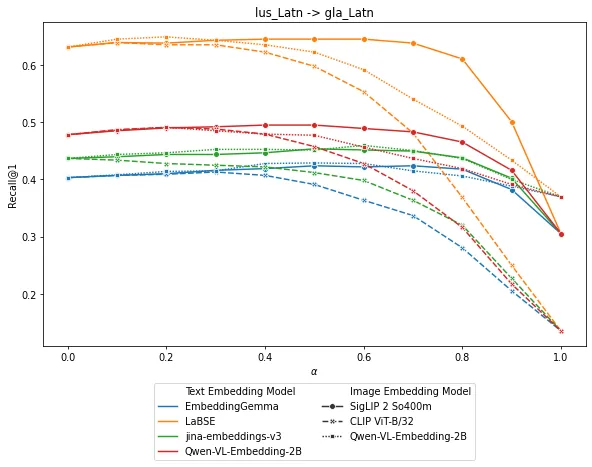 lus_Latn -> gla_Latn
Recall@1
0.6
0.5
0.4
0.3
0.2
0.0 0.2 0.4 0.6 0.8 1.0
α
Text Embedding Model
EmbeddingGemma
LaBSE
jina-embeddings-v3
Qwen-VL-Embedding-2B
Image Embedding Model
SigLIP 2 So400m
CLIP ViT-B/32
Qwen-VL-Embedding-2B